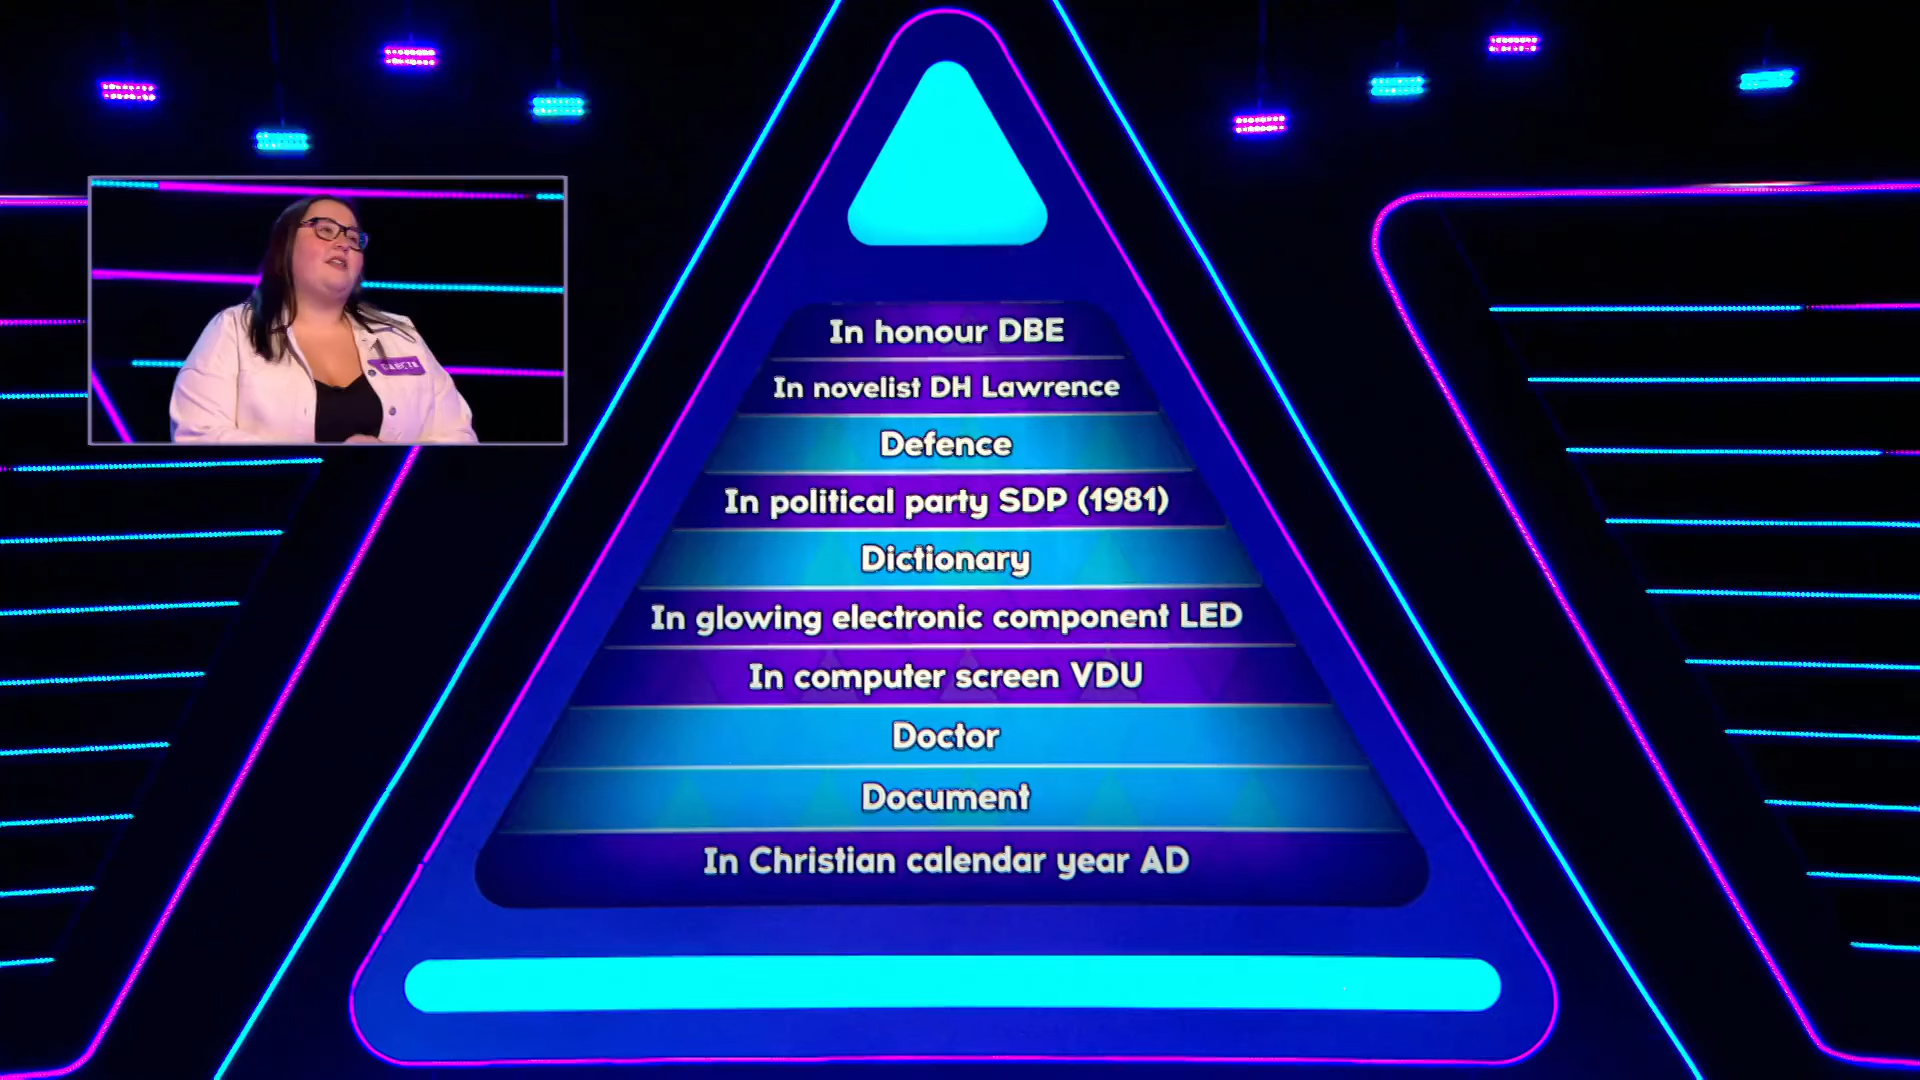 In honour DBE
In novelist DH Lawrence
Defence
In political party SDP (1981)
Dictionary
In glowing electronic component LED
In computer screen VDU
Doctor
Document
In Christian calendar year AD